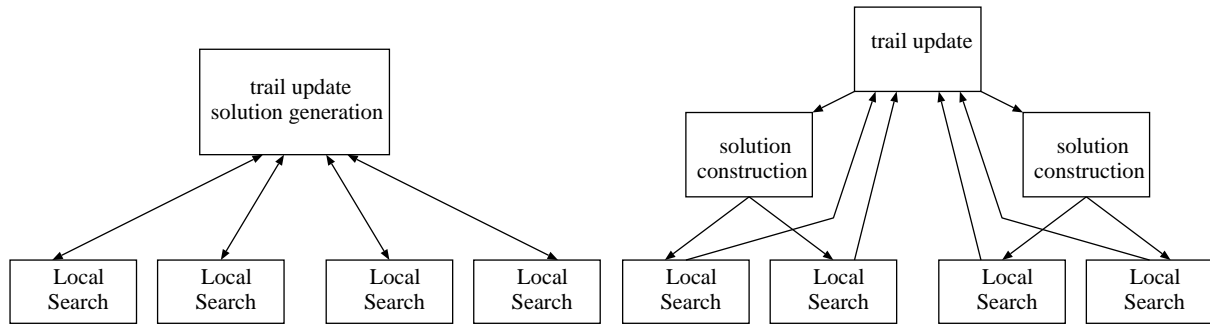 trail update
solution generation
Local
Search
Local
Search
Local
Search
Local
Search
trail update
solution
construction
solution
construction
Local
Search
Local
Search
Local
Search
Local
Search